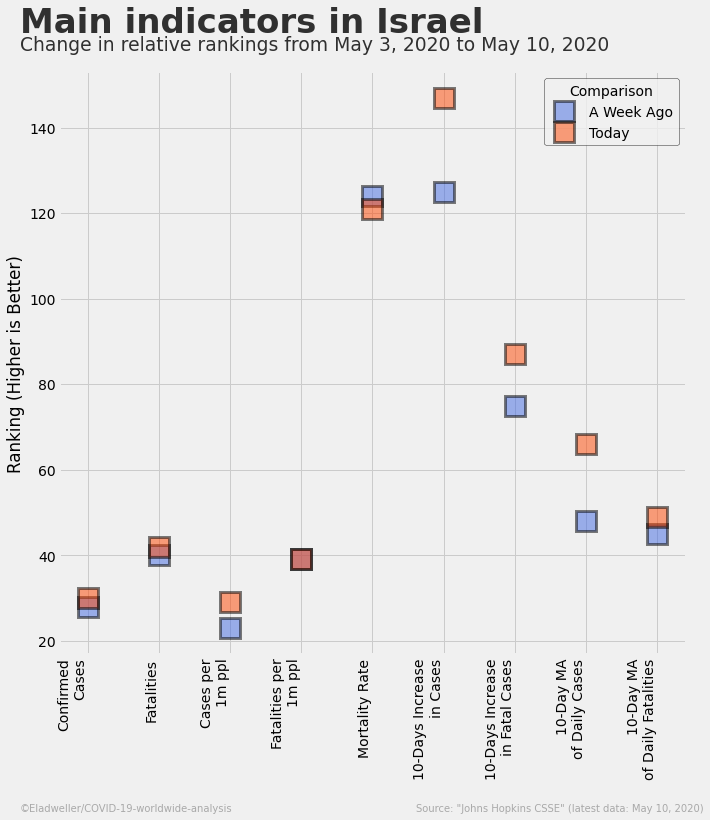 Main indicators in Israel
Change in relative rankings from May 3, 2020 to May 10, 2020
Comparison
A Week Ago
Today
Ranking (Higher is Better)
140
120
100
80
60
40
20
Confirmed
Cases
Fatalities
Cases per
1m ppl
Fatalities per
1m ppl
Mortality Rate
10-Days Increase
in Cases
10-Days Increase
in Fatal Cases
10-Day MA
of Daily Cases
10-Day MA
of Daily Fatalities
©Eladweller/COVID-19-worldwide-analysis
Source: "Johns Hopkins CSSE" (latest data: May 10, 2020)